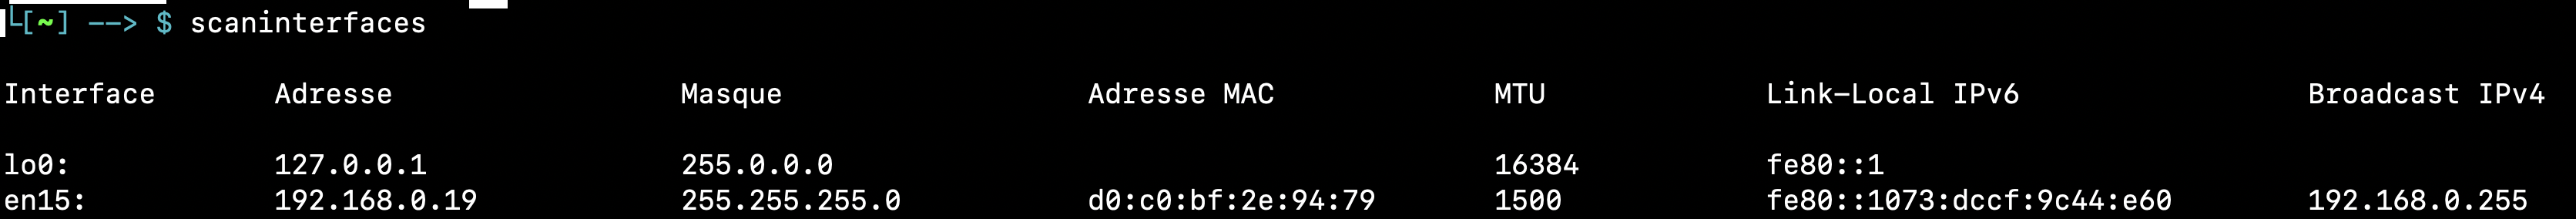 └[~] --> $ scaninterfaces
Interface Adresse Masque Adresse MAC MTU Link-Local IPv6 Broadcast IPv4
lo0: 127.0.0.1 255.0.0.0 16384 fe80::1
en15: 192.168.0.19 255.255.255.0 d0:c0:bf:2e:94:79 1500 fe80::1073:dccf:9c44:e60 192.168.0.255